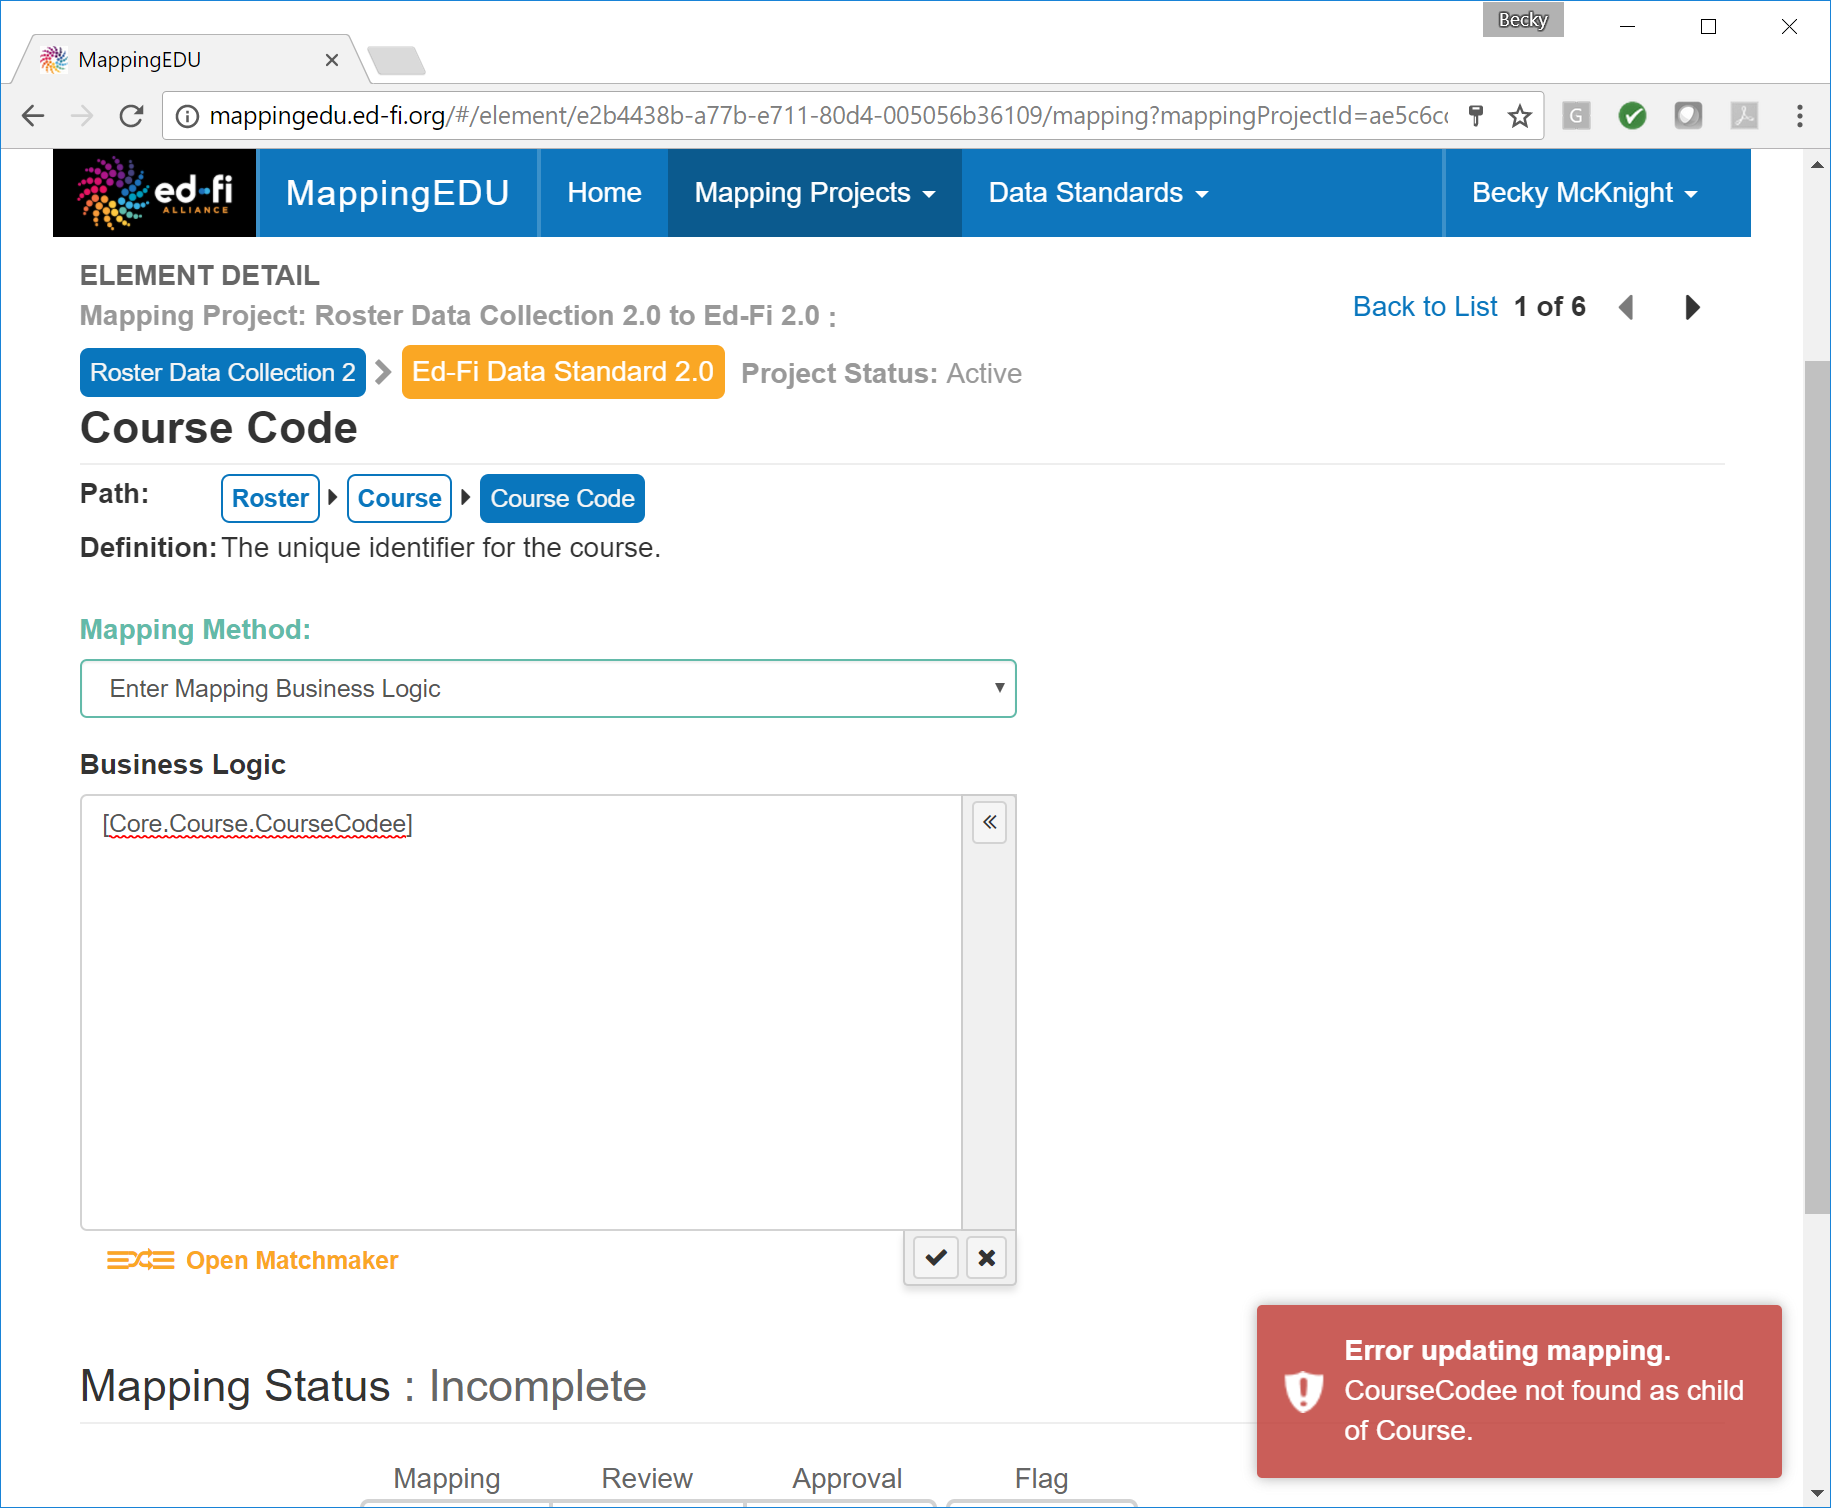 Becky
MappingEDU
mappingedu.ed-fi.org/#/element/e2b4438b-a77b-e711-80d4-005056b36109/mapping?mappingProjectId=ae5c6cc
G
ed-fi
ALLIANCE
MappingEDU
Home
Mapping Projects
Data Standards
Becky McKnight
ELEMENT DETAIL
Mapping Project: Roster Data Collection 2.0 to Ed-Fi 2.0 :
Back to List 1 of 6
Roster Data Collection 2
Ed-Fi Data Standard 2.0
Project Status: Active
Course Code
Path: Roster Course Course Code
Definition: The unique identifier for the course.
Mapping Method:
Enter Mapping Business Logic
Business Logic
[Core.Course.CourseCodee]
Open Matchmaker
Error updating mapping.
CourseCodee not found as child
of Course.
Mapping Status : Incomplete
Mapping Review Approval Flag